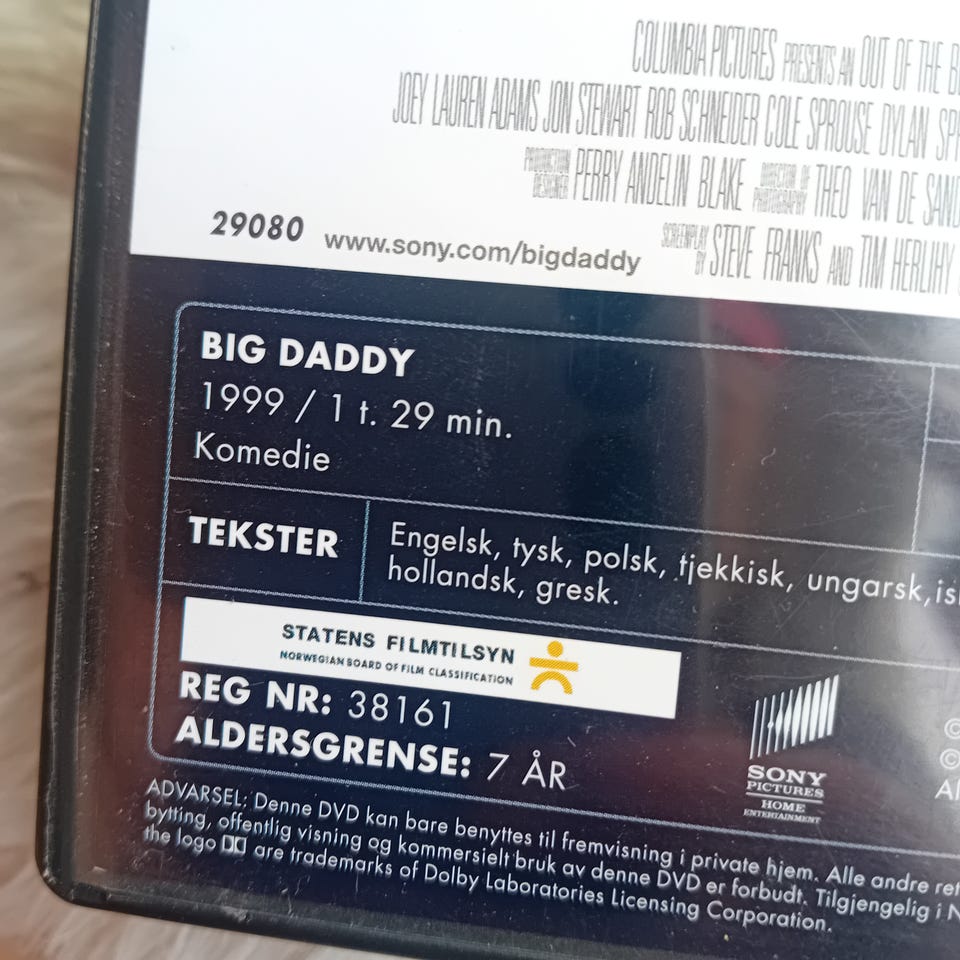 COLUMBIA PICTURES PRESENTS AN OUT OF THE
JOEY LAUREN ADAMS JON STEWART ROB SCHNEIDER COLE SPROUSE DYLAN
PRODUCTION DESIGNER PERRY ANDELIN BLAKE DIRECTOR OF PHOTOGRAPHY THEO VAN DE
SCREENPLAY BY STEVE FRANKS AND TIM HERLIHY
29080 www.sony.com/bigdaddy
BIG DADDY
1999 / 1 t. 29 min.
Komedie
TEKSTER
Engelsk, tysk, polsk, tjekkisk, ungarsk,
hollandsk, gresk.
STATENS FILMTILSYN
NORWEGIAN BOARD OF FILM CLASSIFICATION
REG NR: 38161
ALDERSGRENSE: 7 ÅR
SONY
PICTURES
HOME
ENTERTAINMENT
ADVARSEL: Denne DVD kan bare benyttes til fremvisning i private hjem. Alle andre
bytting, offentlig visning og kommersielt bruk av denne DVD er forbudt. Tilgjengelig i
the logo are trademarks of Dolby Laboratories Licensing Corporation.